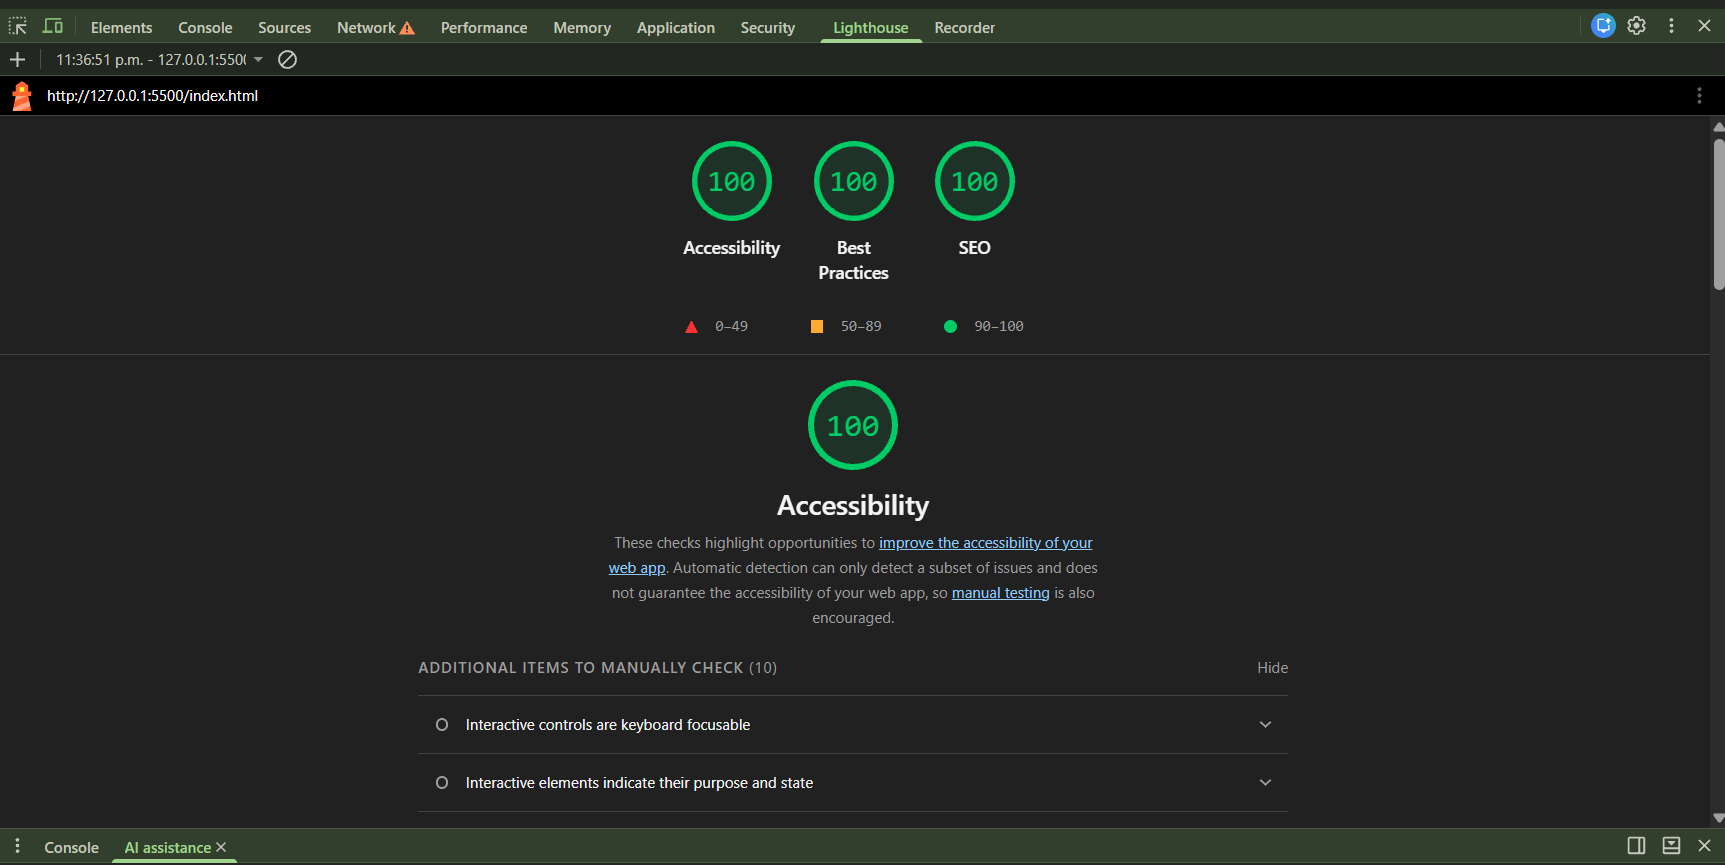 Elements Console Sources Network Performance Memory Application Security Lighthouse Recorder
11:36:51 p.m. - 127.0.0.1:5500
http://127.0.0.1:5500/index.html
100 100 100
Accessibility Best Practices SEO
0–49 50–89 90–100
100
Accessibility
These checks highlight opportunities to improve the accessibility of your
web app. Automatic detection can only detect a subset of issues and does
not guarantee the accessibility of your web app, so manual testing is also
encouraged.
ADDITIONAL ITEMS TO MANUALLY CHECK (10) Hide
Interactive controls are keyboard focusable
Interactive elements indicate their purpose and state
Console AI assistance